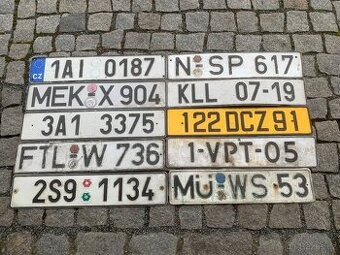 CZ 1AI 0187
N SP 617
MEK X 904
KLL 07-19
3A1 3375
122 DCZ 91
FTL W 736
1-VPT-05
2S9 1134
MÜ WS 53